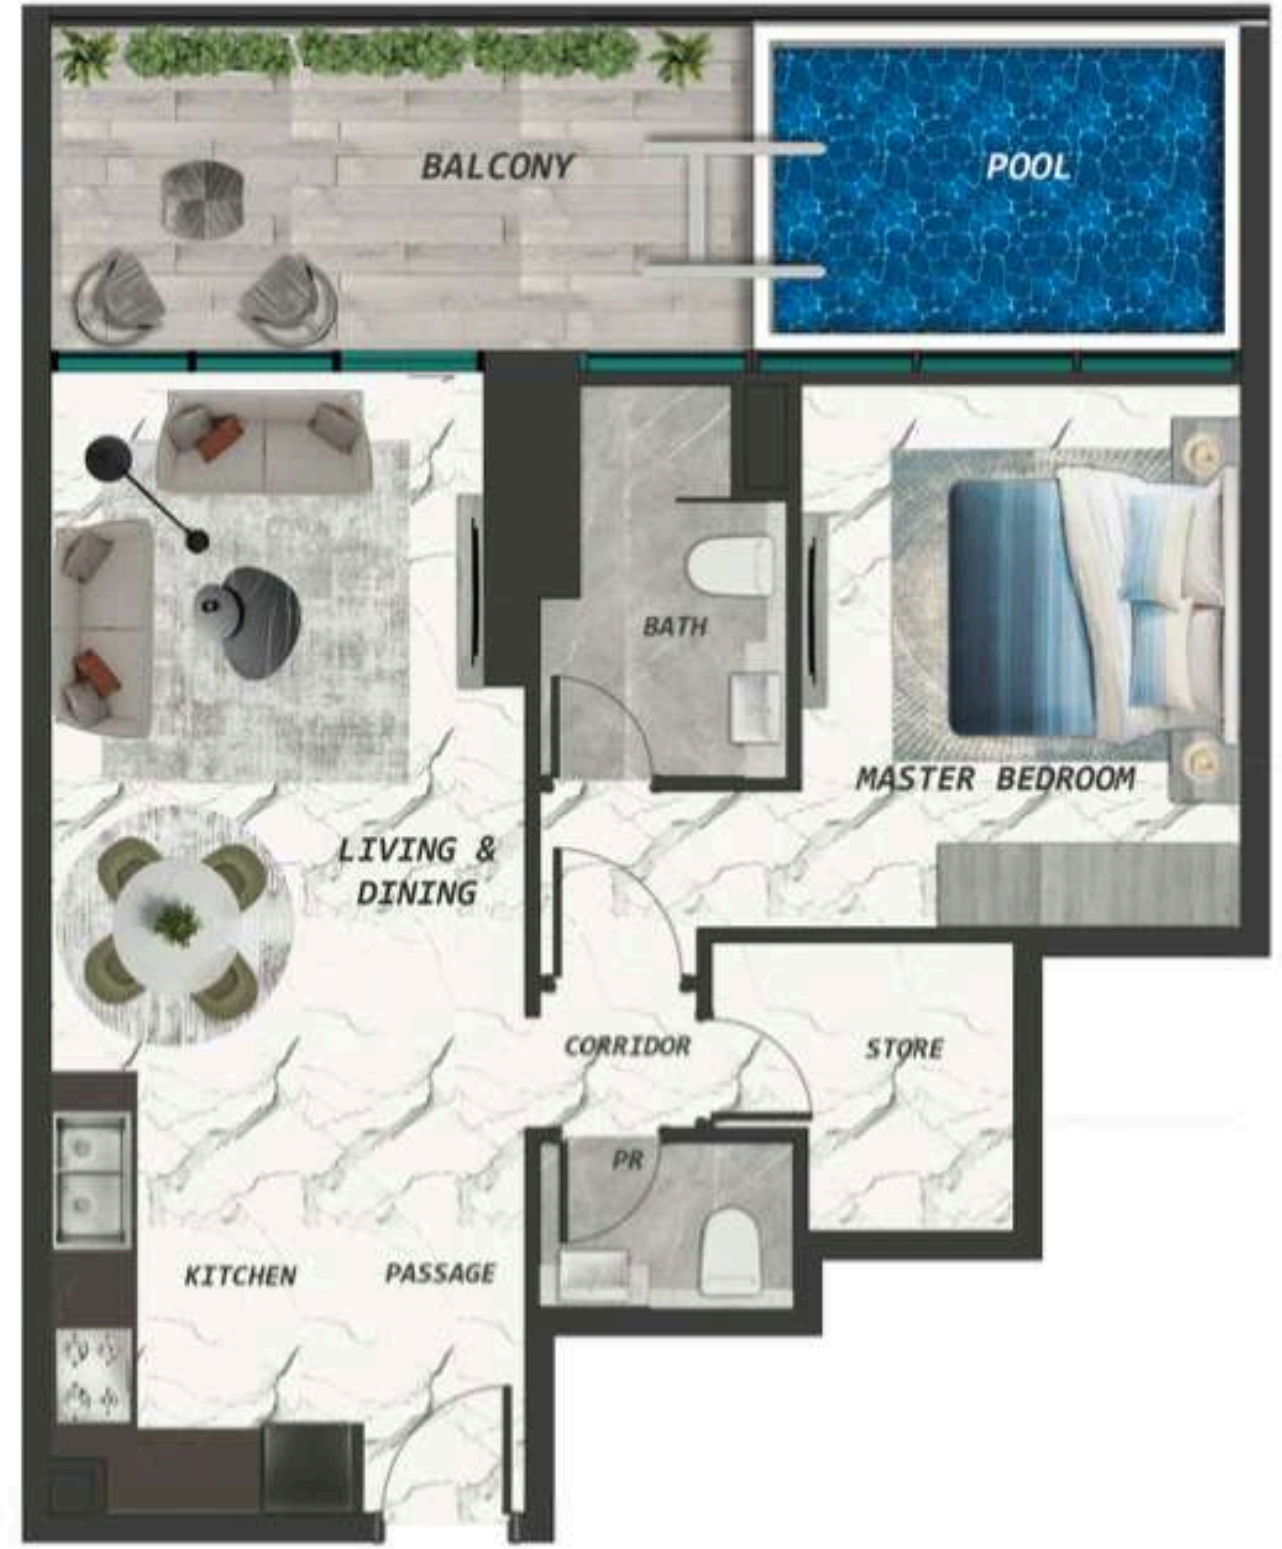 BALCONY
POOL
BATH
MASTER BEDROOM
LIVING &
DINING
CORRIDOR
STORE
PR
KITCHEN
PASSAGE